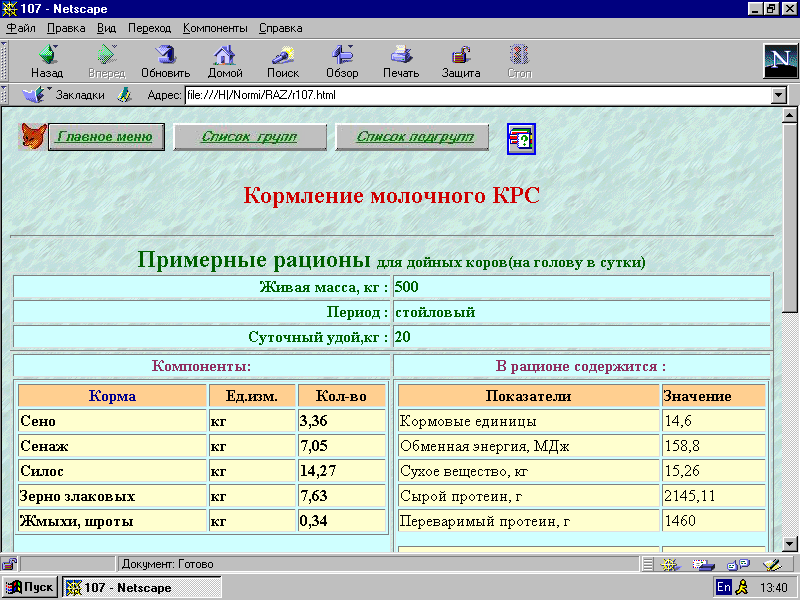 107 - Netscape
Файл Правка Вид Переход Компоненты Справка
Назад Вперед Обновить Домой Поиск Обзор Печать Защита Стоп
N
Закладки Адрес: file:///H|/Normi/RAZ/r107.html
Главное меню Список групп Список подгрупп
Кормление молочного КРС
Примерные рационы для дойных коров(на голову в сутки)
Живая масса, кг : 500
Период : стойловый
Суточный удой,кг : 20
Компоненты: В рационе содержится :
Корма Ед.изм. Кол-во Показатели Значение
Сено кг 3,36 Кормовые единицы 14,6
Сенаж кг 7,05 Обменная энергия, МДж 158,8
Силос кг 14,27 Сухое вещество, кг 15,26
Зерно злаковых кг 7,63 Сырой протеин, г 2145,11
Жмыхи, шроты кг 0,34 Переваримый протеин, г 1460
Документ: Готово
Пуск 107 - Netscape En 13:40